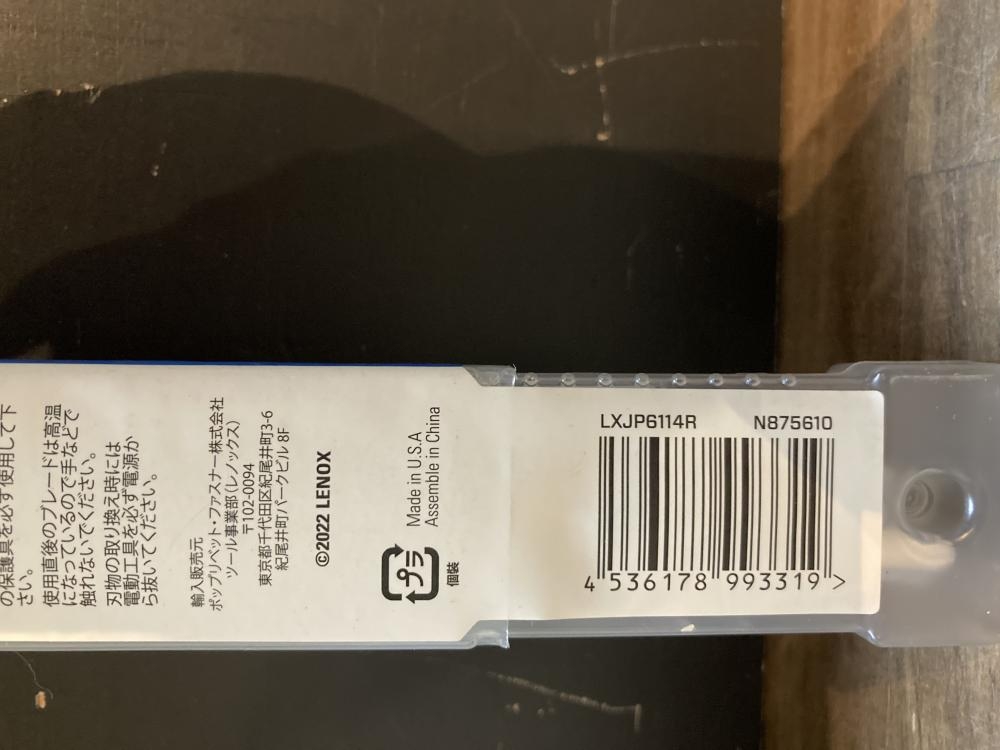 の保護具を必ず使用して下
さい。
使用直後のブレードは高温
になっているので手などで
触れないでください。
刃物の取り換え時には
電動工具を必ず電源か
ら抜いてください。
輸入販売元
ポップリベット・ファスナー株式会社
ツール事業部(レノックス)
〒102-0094
東京都千代田区紀尾井町3-6
紀尾井町パークビル 8F
©2022 LENOX
Made in U.S.A
Assemble in China
プラ
個装
LXJP6114R N875610
4 536178 993319 >